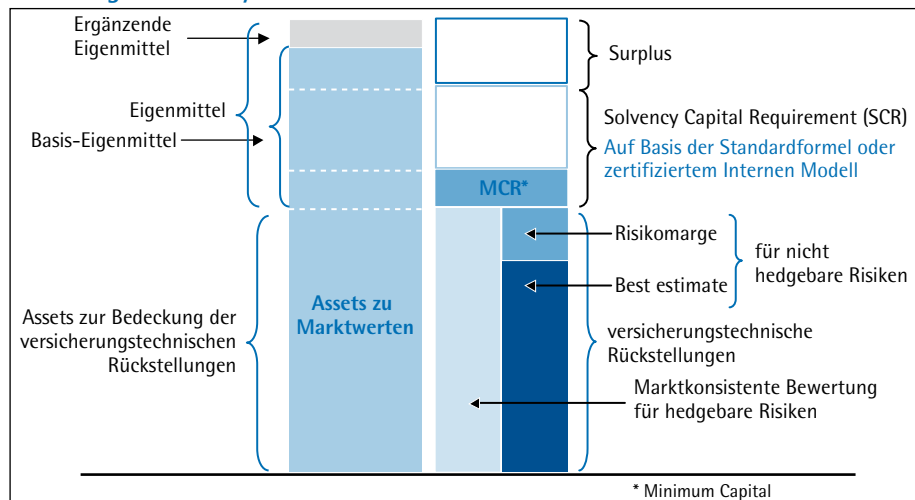 Ergänzende
Eigenmittel
Eigenmittel
Basis-Eigenmittel
Assets zur Bedeckung der
versicherungstechnischen
Rückstellungen
Assets zu
Marktwerten
MCR*
Surplus
Solvency Capital Requirement (SCR)
Auf Basis der Standardformel oder
zertifiziertem Internen Modell
Risikomarge
für nicht
hedgebare Risiken
Best estimate
versicherungstechnische
Rückstellungen
Marktkonsistente Bewertung
für hedgebare Risiken
* Minimum Capital